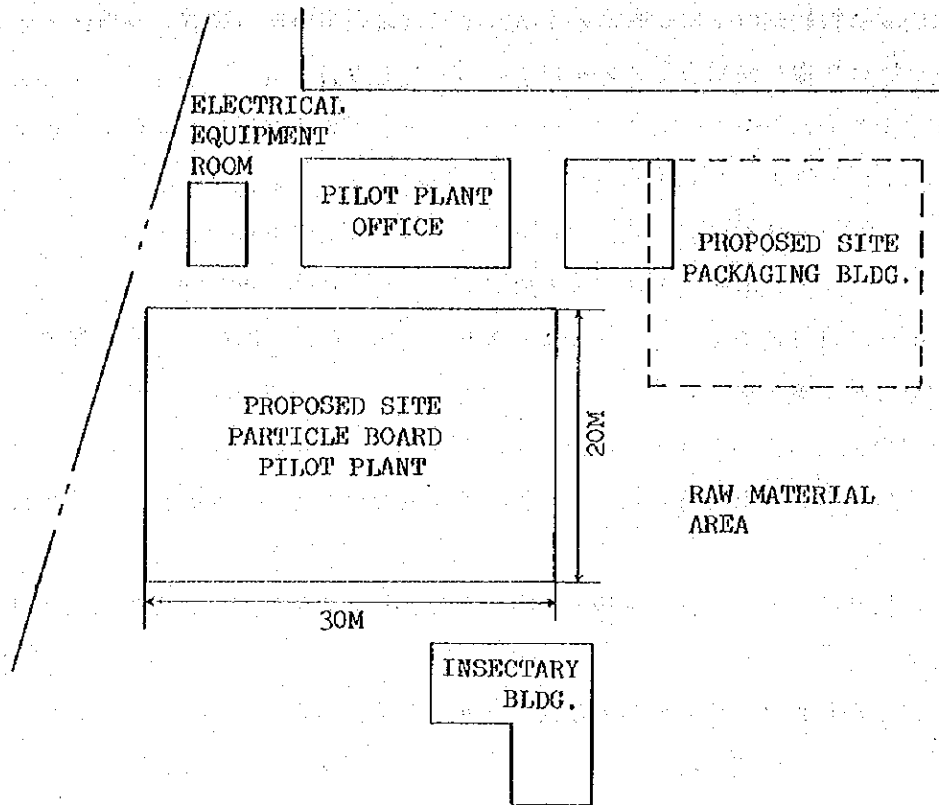 ELECTRICAL
EQUIPMENT
ROOM
PILOT PLANT
OFFICE
PROPOSED SITE
PACKAGING BLDG.
PROPOSED SITE
PARTICLE BOARD
PILOT PLANT
20M
RAW MATERIAL
AREA
30M
INSECTARY
BLDG.